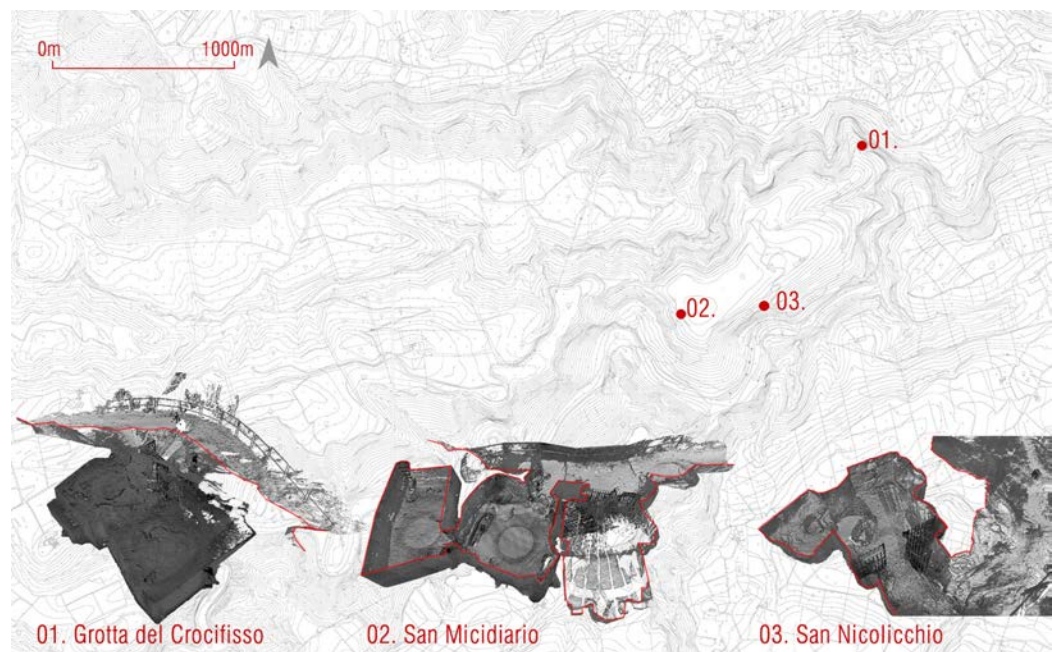 0m 1000m
01.
02. 03.
01. Grotta del Crocifisso 02. San Micidiario 03. San Nicolicchio